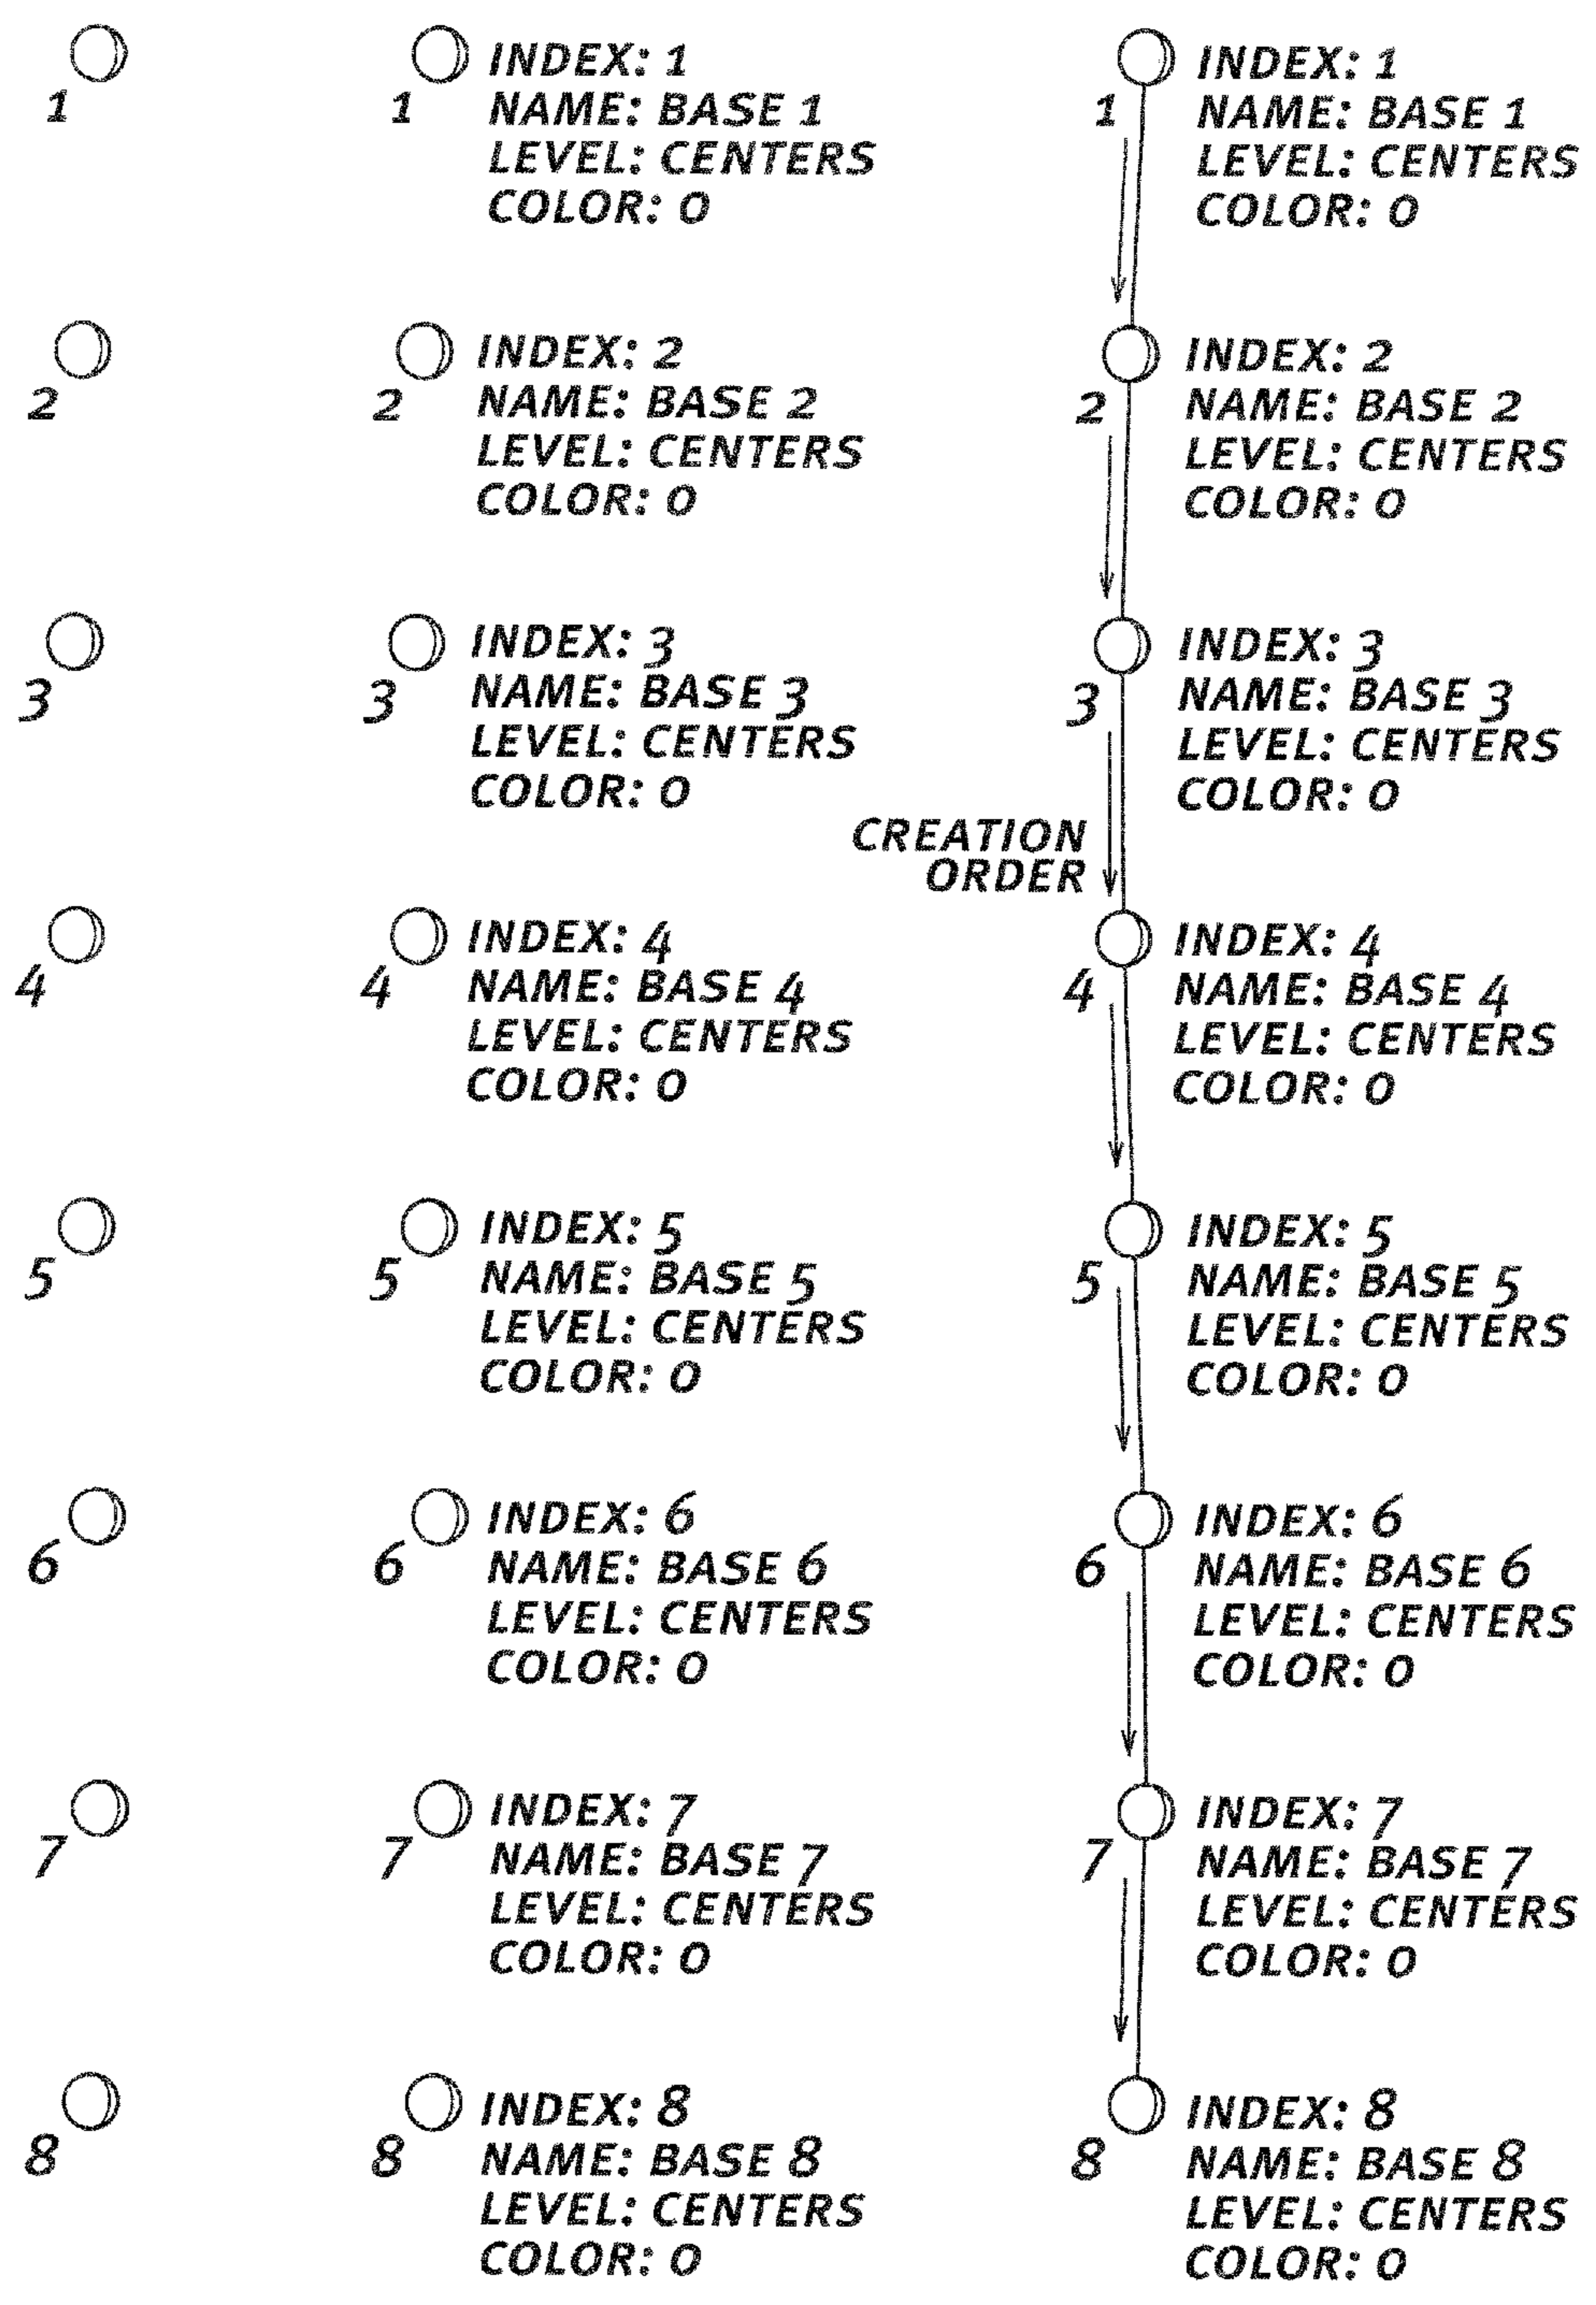 1
2
3
4
5
6
7
8
1
INDEX: 1
NAME: BASE 1
LEVEL: CENTERS
COLOR: 0
2
INDEX: 2
NAME: BASE 2
LEVEL: CENTERS
COLOR: 0
3
INDEX: 3
NAME: BASE 3
LEVEL: CENTERS
COLOR: 0
4
INDEX: 4
NAME: BASE 4
LEVEL: CENTERS
COLOR: 0
5
INDEX: 5
NAME: BASE 5
LEVEL: CENTERS
COLOR: 0
6
INDEX: 6
NAME: BASE 6
LEVEL: CENTERS
COLOR: 0
7
INDEX: 7
NAME: BASE 7
LEVEL: CENTERS
COLOR: 0
8
INDEX: 8
NAME: BASE 8
LEVEL: CENTERS
COLOR: 0
1
INDEX: 1
NAME: BASE 1
LEVEL: CENTERS
COLOR: 0
2
INDEX: 2
NAME: BASE 2
LEVEL: CENTERS
COLOR: 0
3
INDEX: 3
NAME: BASE 3
LEVEL: CENTERS
COLOR: 0
CREATION
ORDER
4
INDEX: 4
NAME: BASE 4
LEVEL: CENTERS
COLOR: 0
5
INDEX: 5
NAME: BASE 5
LEVEL: CENTERS
COLOR: 0
6
INDEX: 6
NAME: BASE 6
LEVEL: CENTERS
COLOR: 0
7
INDEX: 7
NAME: BASE 7
LEVEL: CENTERS
COLOR: 0
8
INDEX: 8
NAME: BASE 8
LEVEL: CENTERS
COLOR: 0